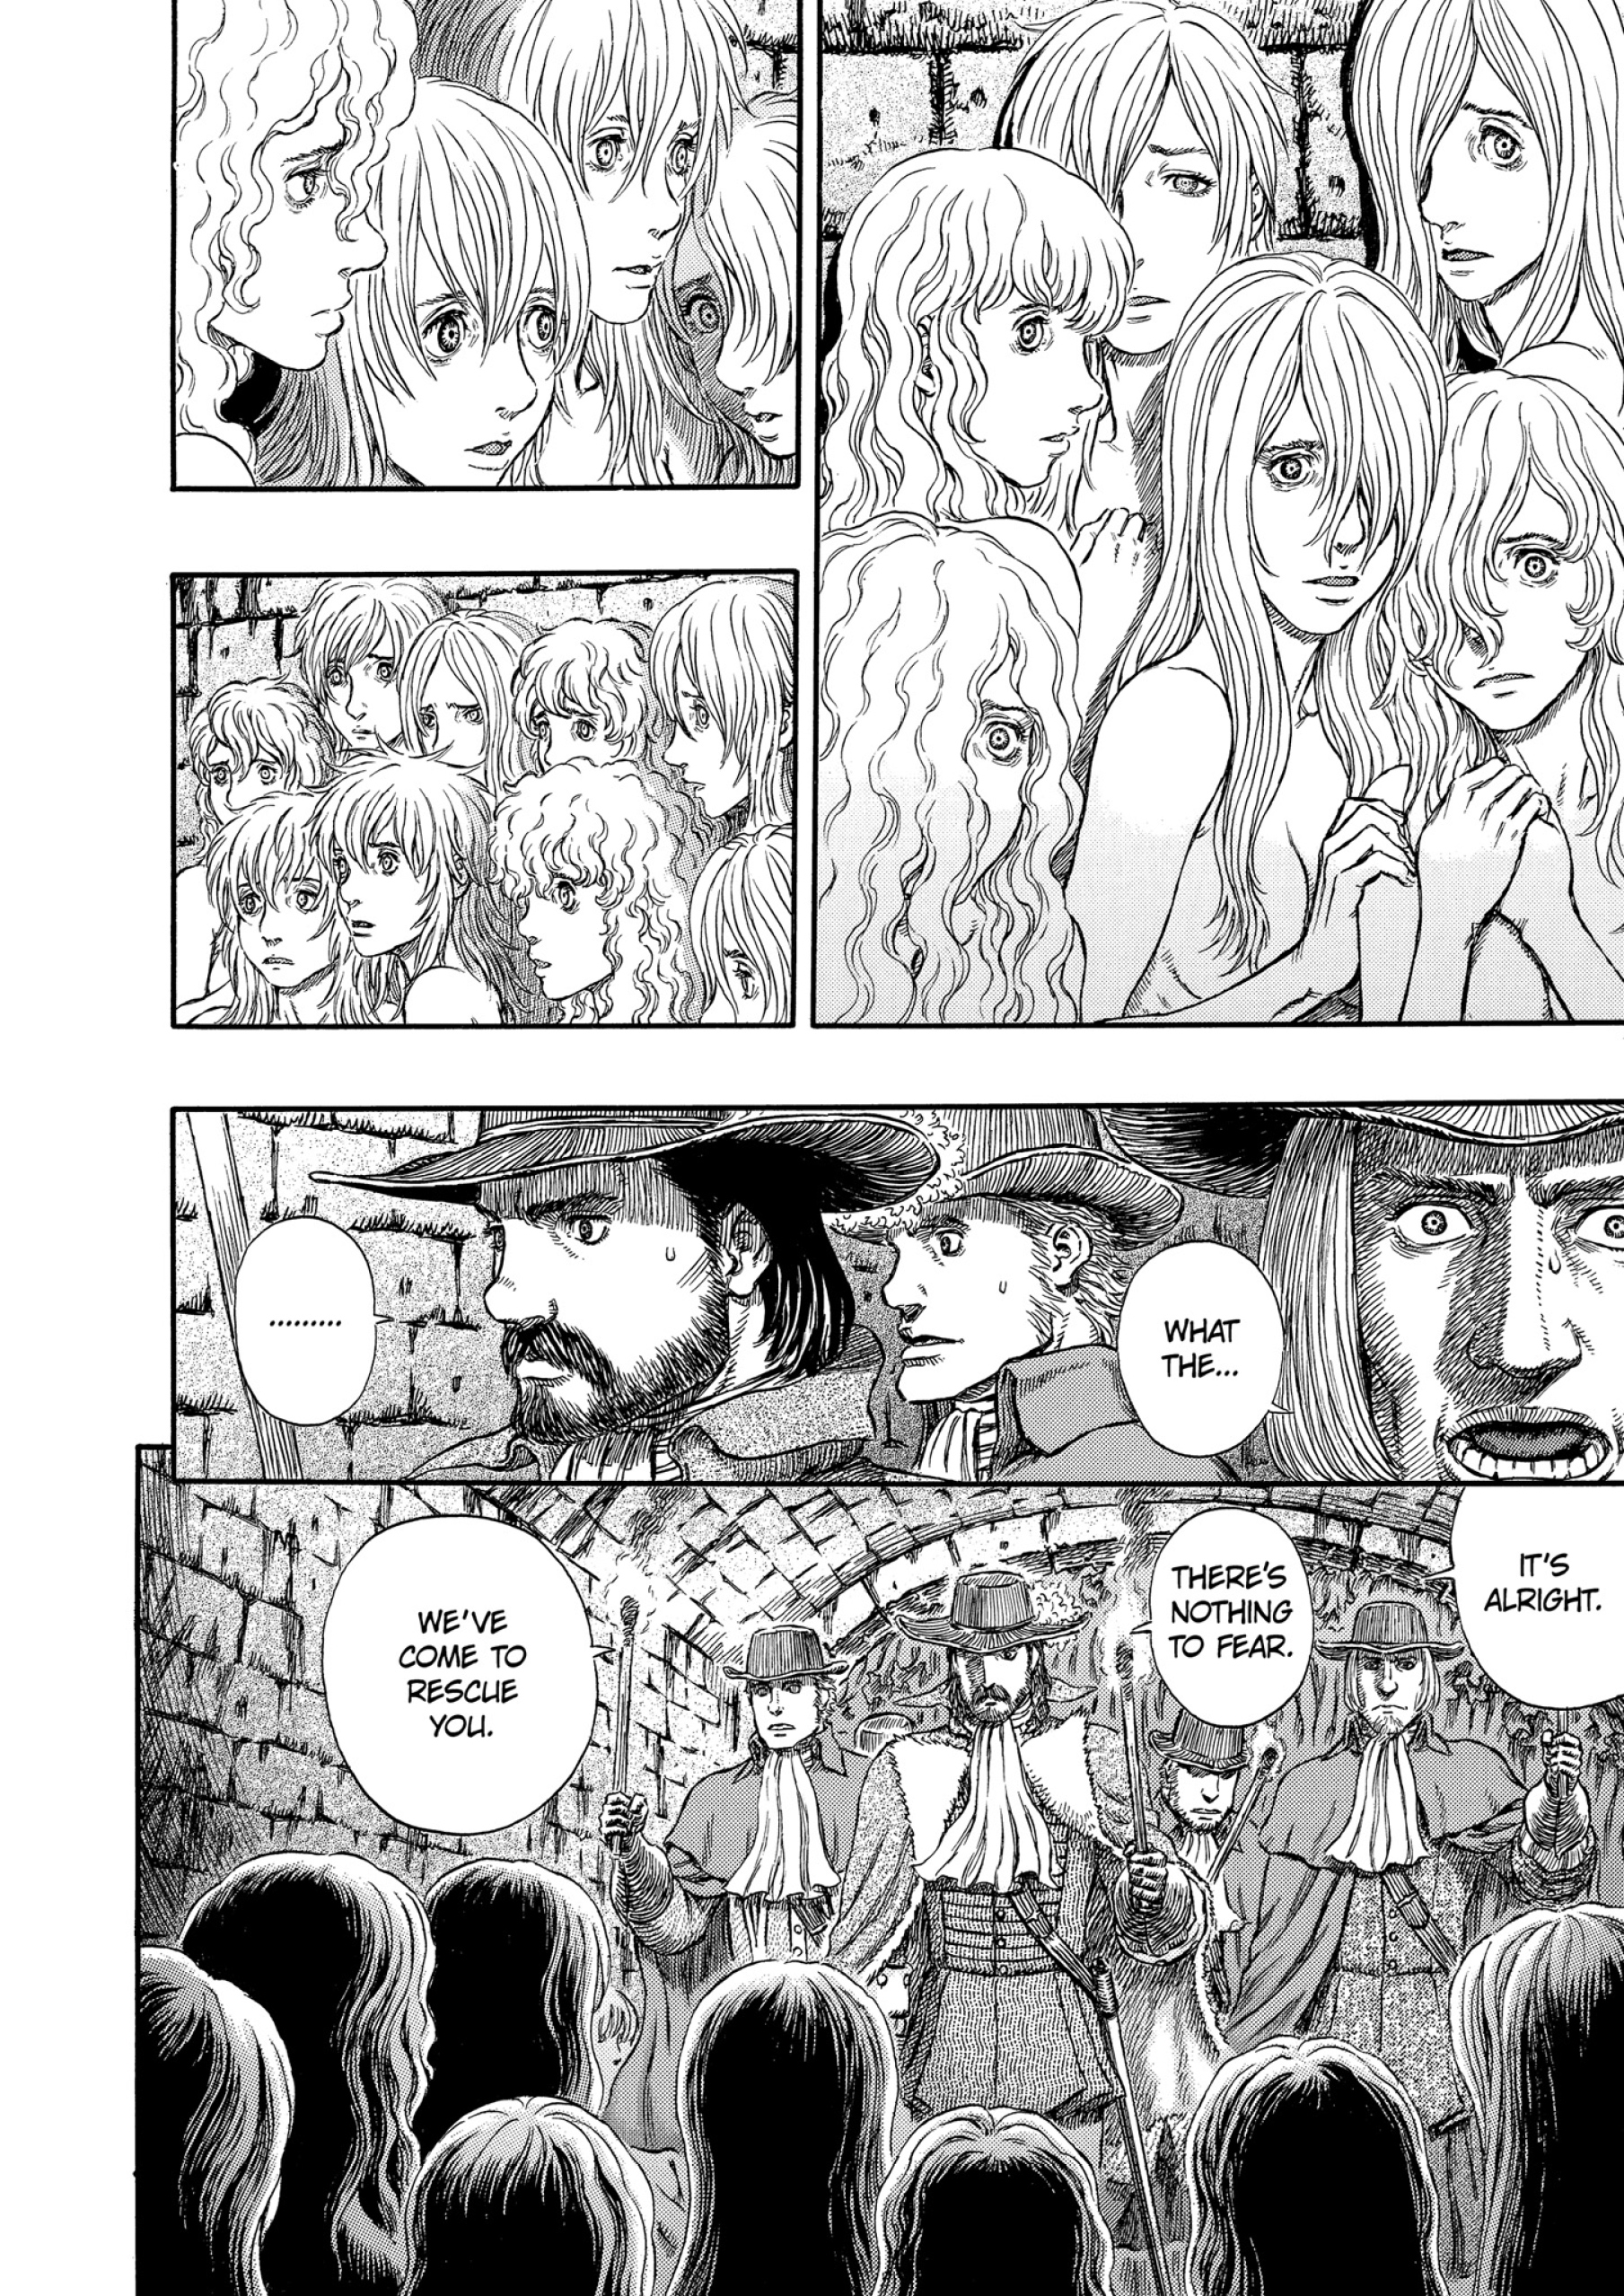 WHAT
THE...
.........
IT'S
ALRIGHT.
THERE'S
NOTHING
TO FEAR.
WE'VE
COME TO
RESCUE
YOU.